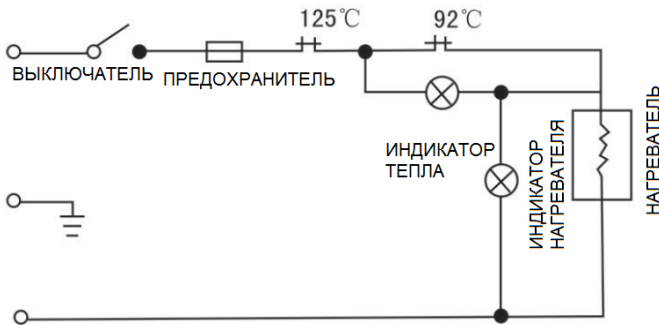 125℃
92℃
ВЫКЛЮЧАТЕЛЬ
ПРЕДОХРАНИТЕЛЬ
ИНДИКАТОР
ТЕПЛА
ИНДИКАТОР
НАГРЕВАТЕЛЯ
НАГРЕВАТЕЛЬ